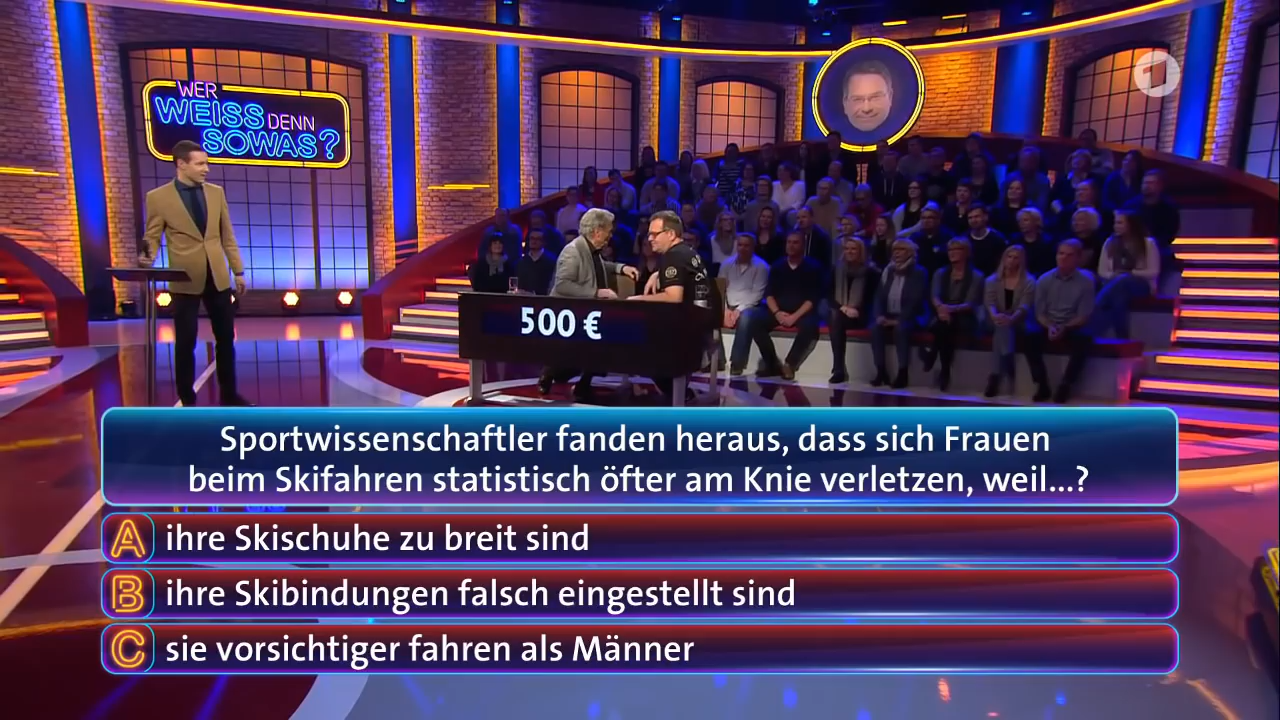 WER
WEISS DENN
SOWAS?
1
500 €
Sportwissenschaftler fanden heraus, dass sich Frauen
beim Skifahren statistisch öfter am Knie verletzen, weil...?
A ihre Skischuhe zu breit sind
B ihre Skibindungen falsch eingestellt sind
C sie vorsichtiger fahren als Männer